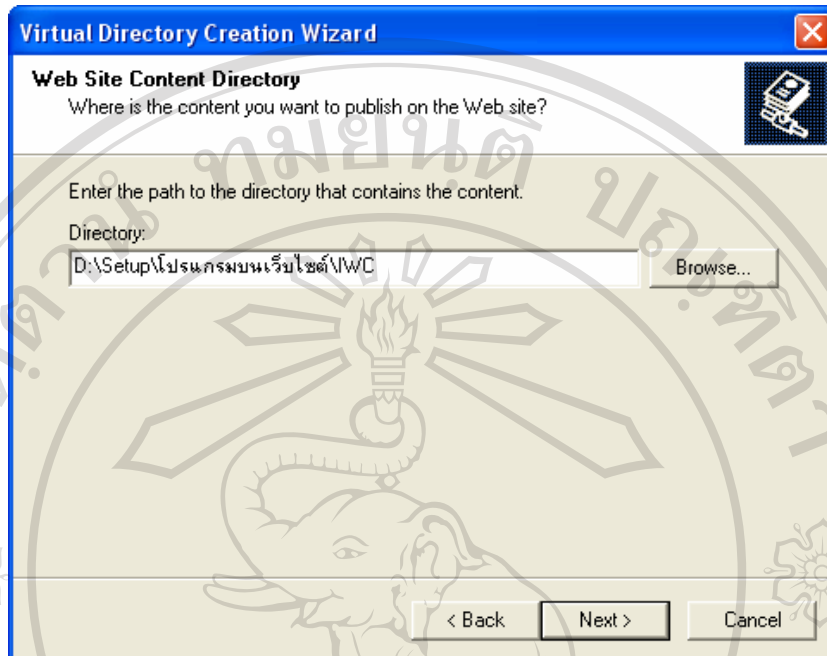 Virtual Directory Creation Wizard
Web Site Content Directory
Where is the content you want to publish on the Web site?
Enter the path to the directory that contains the content.
Directory:
D:\Setup\โปรแกรมบนเว็บไซต์\IWC
Browse...
< Back
Next >
Cancel